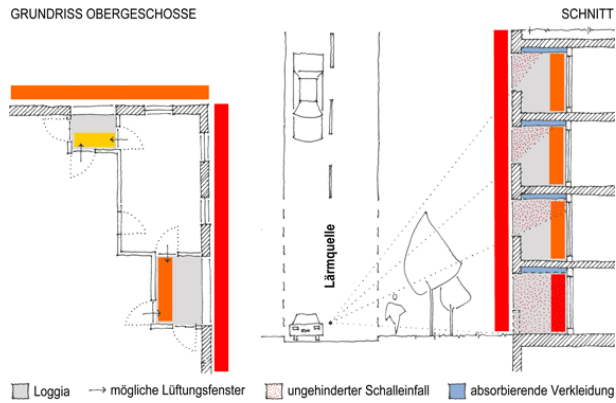 GRUNDRISS OBERGESCHOSSE
SCHNITT
Lärmquelle
Loggia
mögliche Lüftungsfenster
ungehinderter Schalleinfall
absorbierende Verkleidung